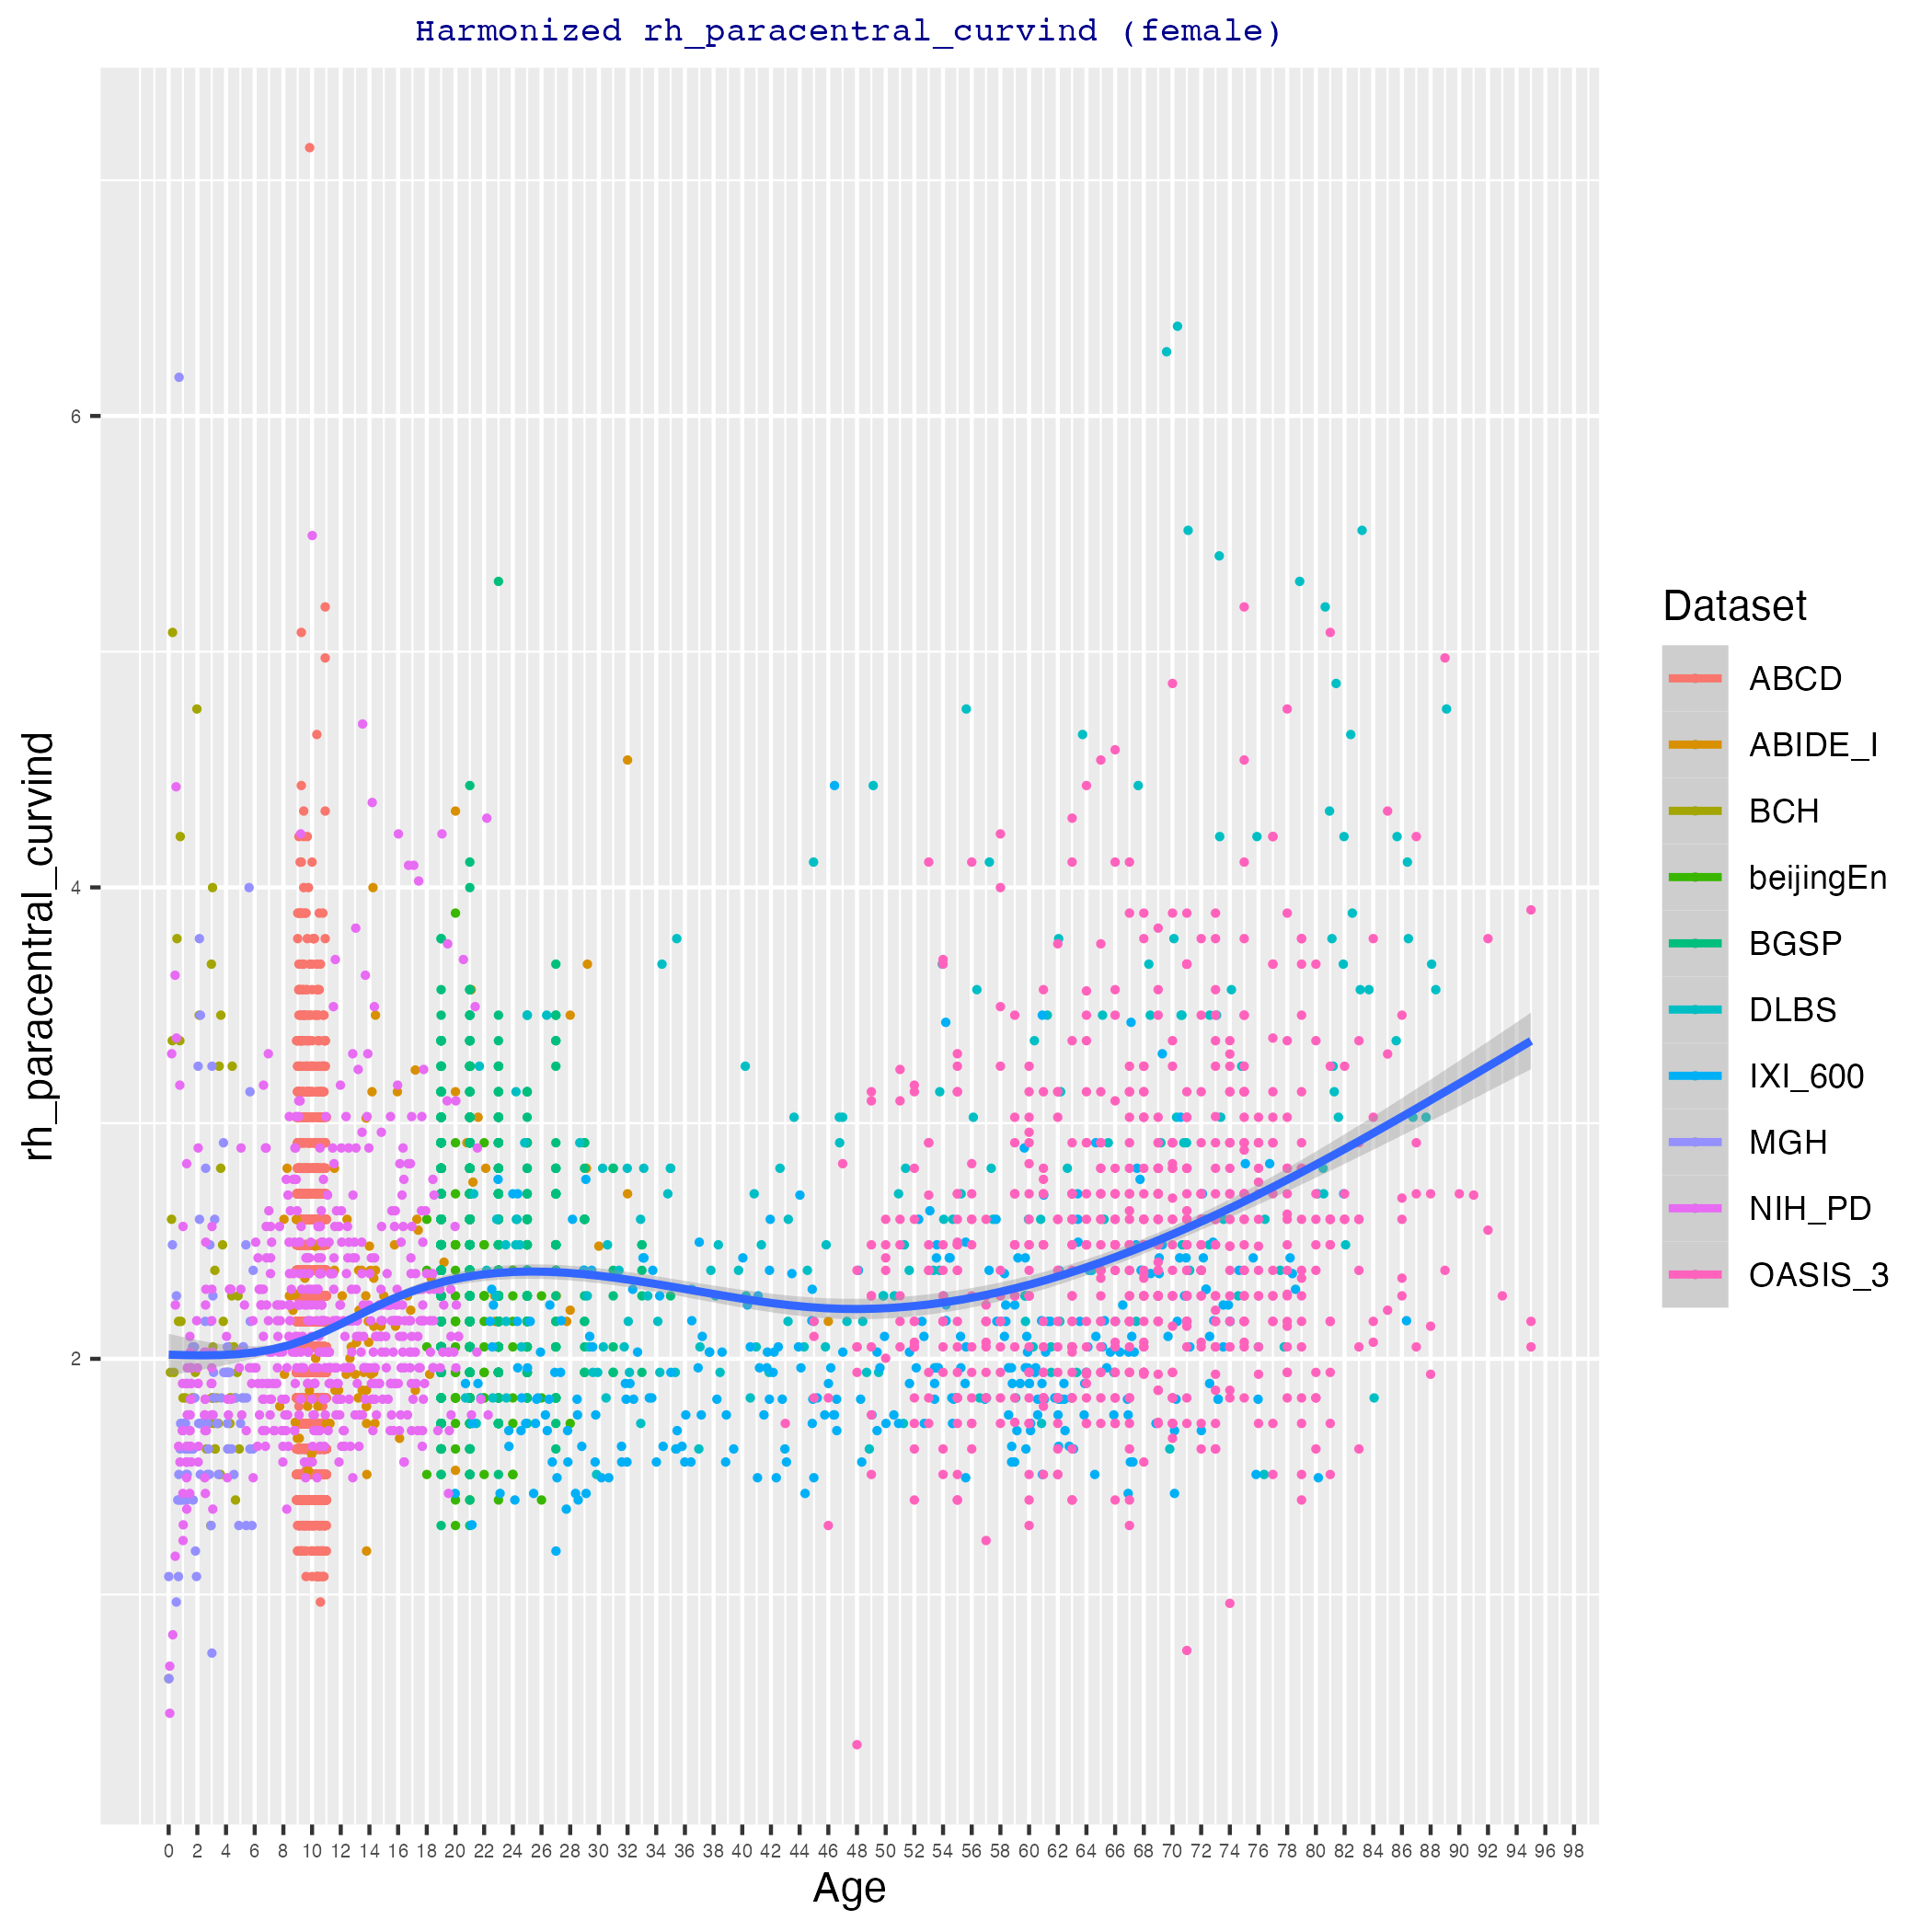 Harmonized rh_paracentral_curvind (female)
rh_paracentral_curvind
6
4
2
0 2 4 6 8 10 12 14 16 18 20 22 24 26 28 30 32 34 36 38 40 42 44 46 48 50 52 54 56 58 60 62 64 66 68 70 72 74 76 78 80 82 84 86 88 90 92 94 96 98
Age
Dataset
ABCD
ABIDE_I
BCH
beijingEn
BGSP
DLBS
IXI_600
MGH
NIH_PD
OASIS_3